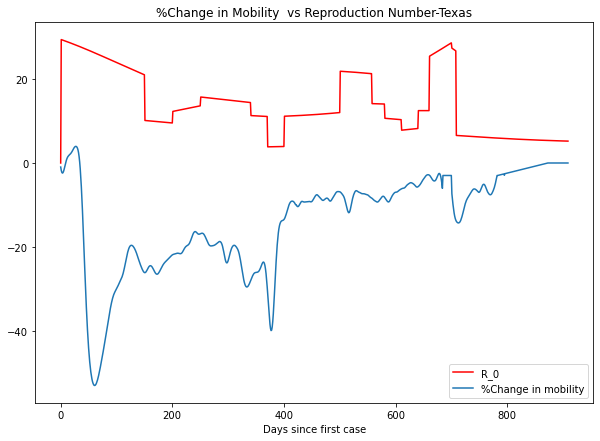 %Change in Mobility  vs Reproduction Number-Texas
20
0
−20
−40
0
200
400
600
800
Days since first case
R_0
%Change in mobility